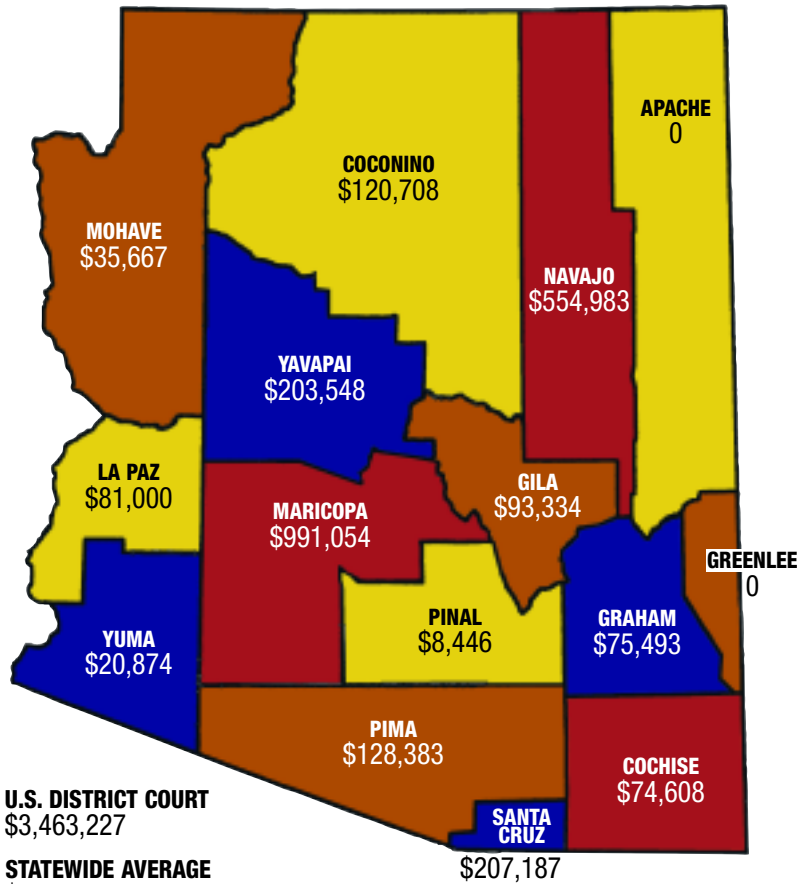 APACHE
0
COCONINO
$120,708
MOHAVE
$35,667
NAVAJO
$554,983
YAVAPAI
$203,548
LA PAZ
$81,000
GILA
$93,334
MARICOPA
$991,054
GREENLEE
0
PINAL
$8,446
GRAHAM
$75,493
YUMA
$20,874
PIMA
$128,383
COCHISE
$74,608
SANTA
CRUZ
$207,187
U.S. DISTRICT COURT
$3,463,227
STATEWIDE AVERAGE